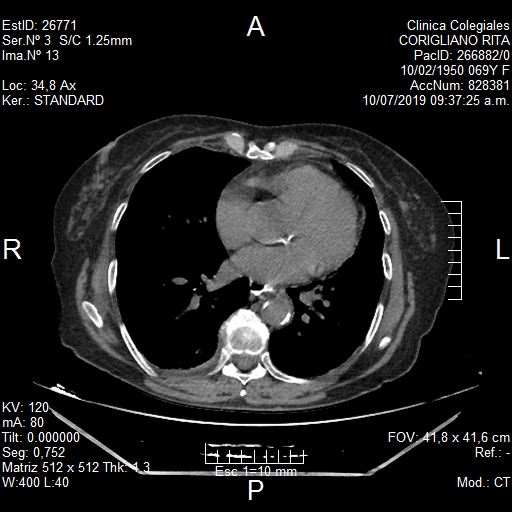 EstID: 26771
Ser.Nº 3 S/C 1.25mm
Ima.Nº 13
Loc: 34,8 Ax
Ker.: STANDARD
A
Clinica Colegiales
CORIGLIANO RITA
PacID: 266882/0
10/02/1950 069Y F
AccNum: 828381
10/07/2019 09:37:25 a.m.
R
L
KV: 120
mA: 80
Tilt: 0.000000
Seg: 0,752
Matriz 512 x 512 Thk: 1.3
W:400 L:40
Esc 1=10 mm
P
FOV: 41,8 x 41,6 cm
Ref.: -
Mod.: CT